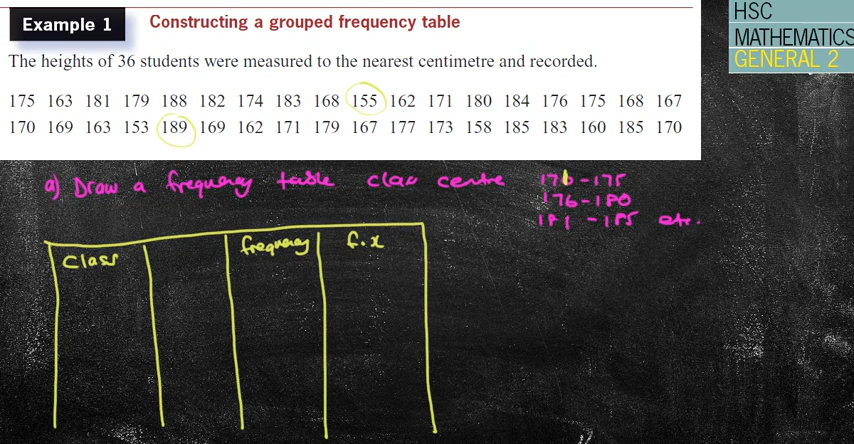 Example 1 Constructing a grouped frequency table
HSC
MATHEMATICS
GENERAL 2
The heights of 36 students were measured to the nearest centimetre and recorded.
175 163 181 179 188 182 174 183 168 155 162 171 180 184 176 175 168 167
170 169 163 153 189 169 162 171 179 167 177 173 158 185 183 160 185 170
a) Draw a frequency table class centre 171-175
176-180
181-185 etc.
Class frequency f.x